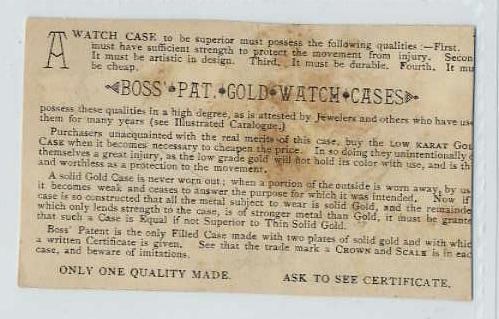 A WATCH CASE to be superior must possess the following qualities:—First.
must have sufficient strength to protect the movement from injury. Secon
It must be artistic in design. Third. It must be durable. Fourth. It mu
be cheap.
BOSS' PAT. GOLD WATCH CASES
possess these qualities in a high degree, as is attested by Jewelers and others who have us
them for many years (see Illustrated Catalogue.)
Purchasers unacquainted with the real merits of this case, buy the LOW KARAT GOL
CASE when it becomes necessary to cheapen the price. In so doing they unintentionally d
themselves a great injury, as the low grade gold will not hold its color with use, and is th
and worthless as a protection to the movement.
A solid Gold Case is never worn out; when a portion of the outside is worn away, by us
it becomes weak and ceases to answer the purpose for which it was intended. Now if
case is so constructed that all the metal subject to wear is solid Gold, and the remainde
which only lends strength to the case, is of stronger metal than Gold, it must be grante
that such a Case is Equal if not Superior to Thin Solid Gold.
Boss' Patent is the only Filled Case made with two plates of solid gold and with whic
a written Certificate is given. See that the trade mark a CROWN and SCALE is in eac
case, and beware of imitations.
ONLY ONE QUALITY MADE. ASK TO SEE CERTIFICATE.